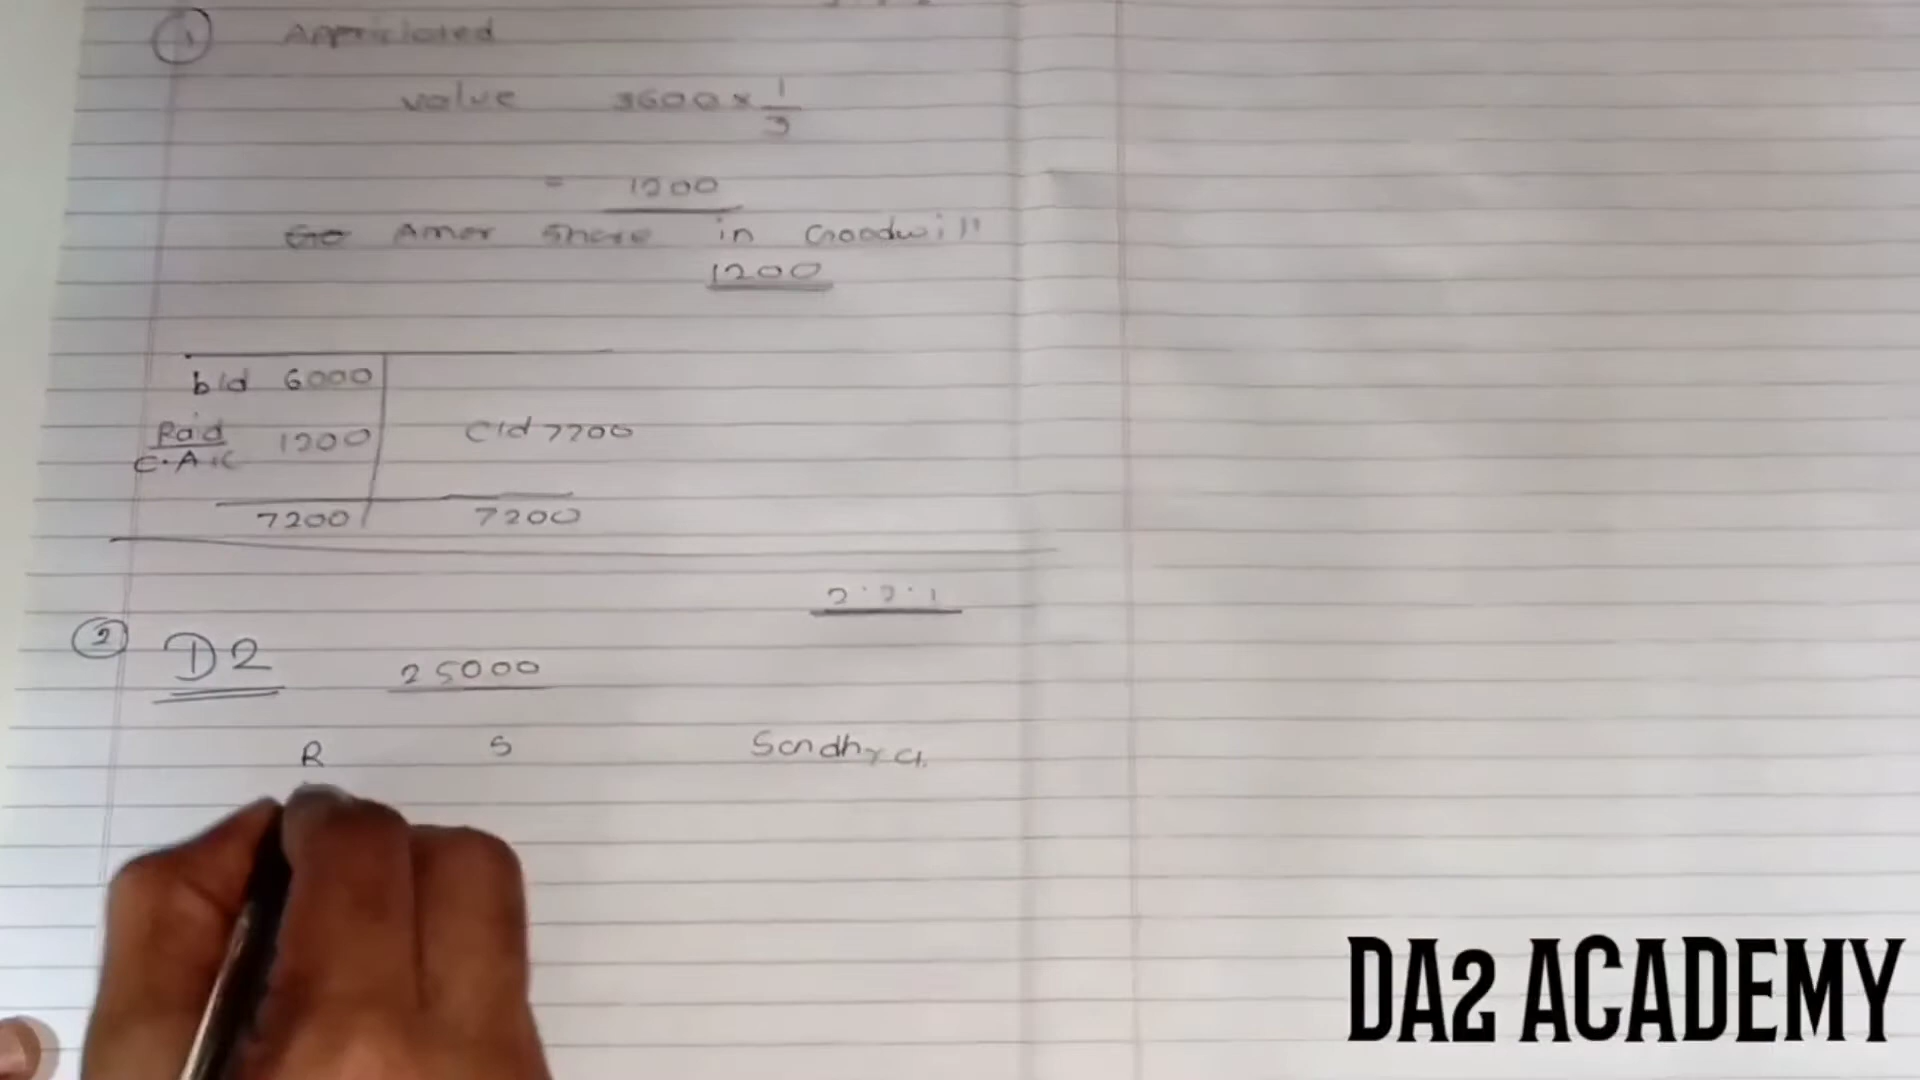 1 Appriciated
value 3600 × 1/3
= 1200
Amar share in Goodwill
1200
b/d 6000
Paid 1200 C/d 7200
C.A/C
7200 7200
2:2:1
2 D2 25000
R S Sandhya.
DA2 ACADEMY